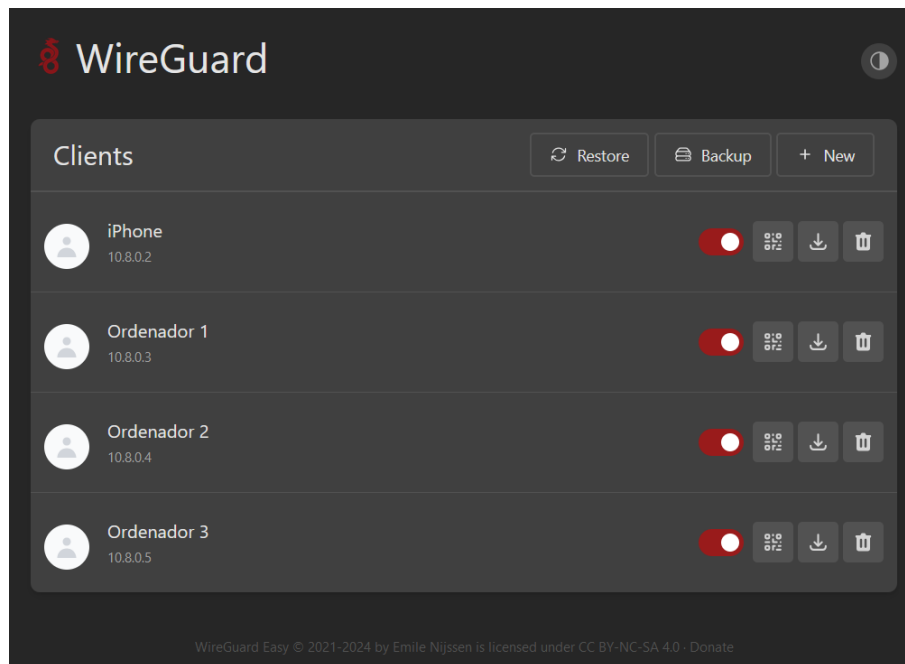 WireGuard
Clients
Restore
Backup
+ New
iPhone
10.8.0.2
Ordenador 1
10.8.0.3
Ordenador 2
10.8.0.4
Ordenador 3
10.8.0.5
WireGuard Easy © 2021-2024 by Emile Nijssen is licensed under CC BY-NC-SA 4.0 · Donate